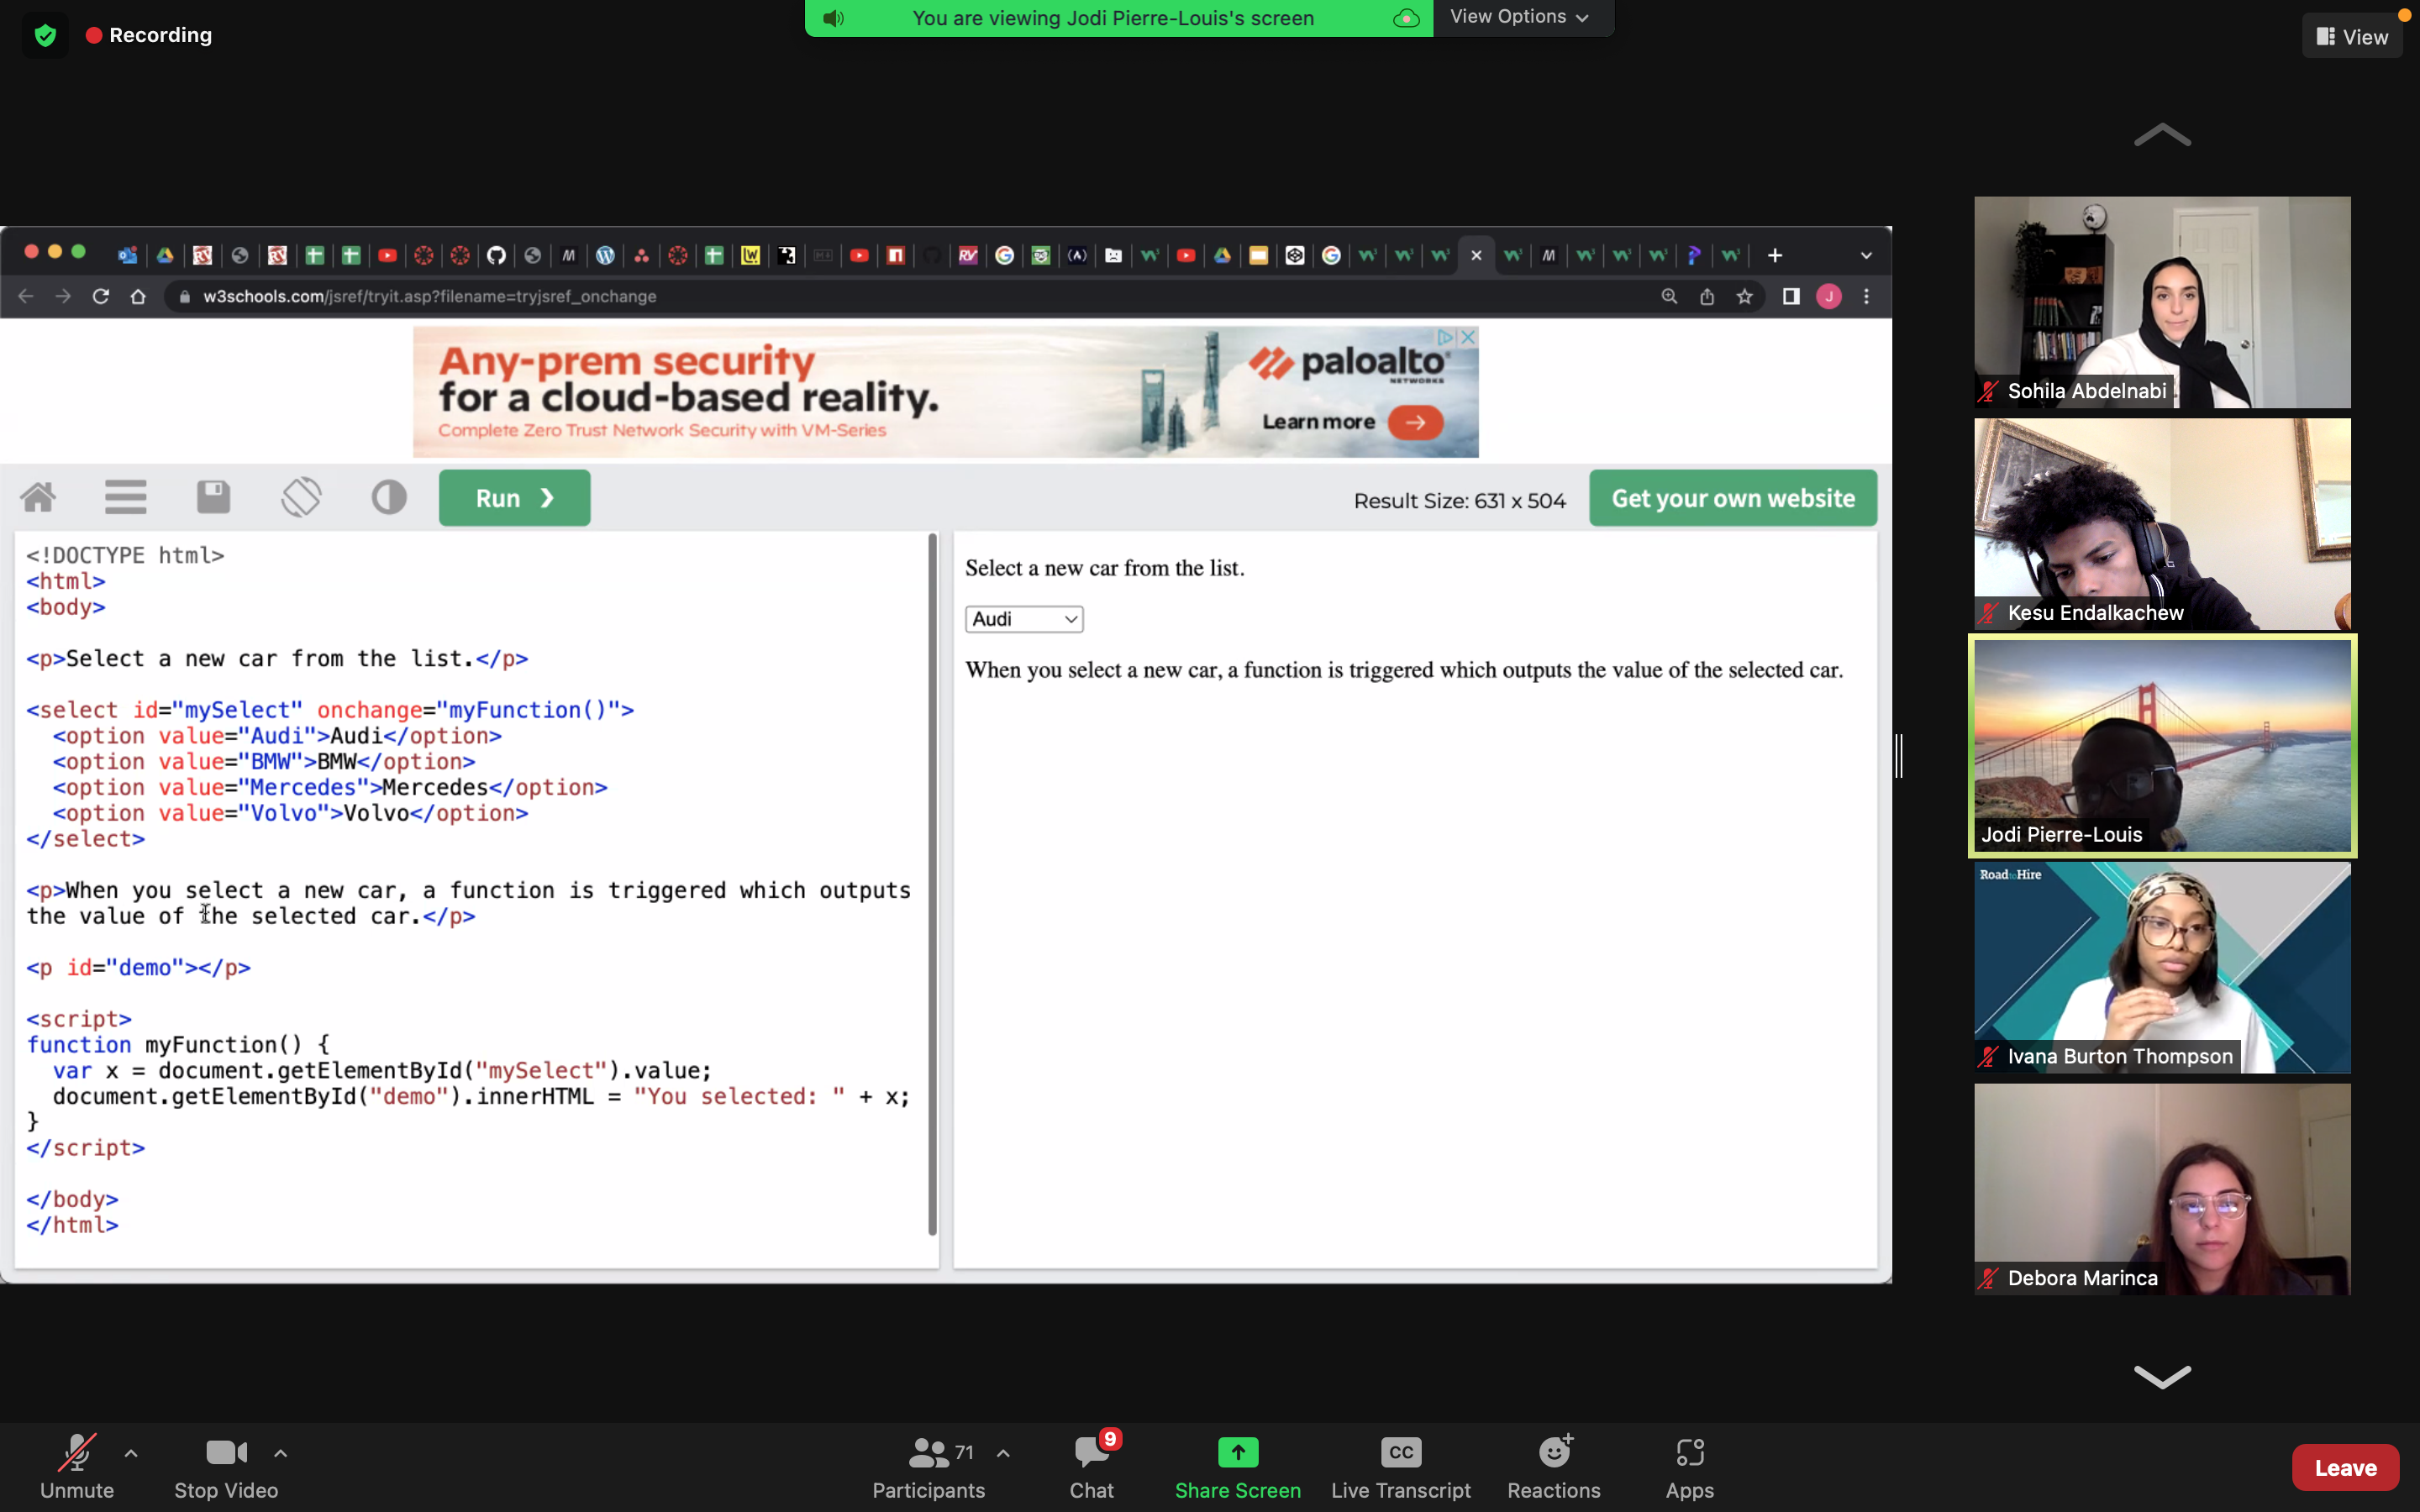 Recording
You are viewing Jodi Pierre-Louis's screen
View Options
View
w3schools.com/jsref/tryit.asp?filename=tryjsref_onchange
J
Any-prem security
for a cloud-based reality.
Complete Zero Trust Network Security with VM-Series
paloalto
NETWORKS
Learn more
Run ❯
Result Size: 631 x 504
Get your own website
<!DOCTYPE html>
<html>
<body>
<p>Select a new car from the list.</p>
<select id="mySelect" onchange="myFunction()">
<option value="Audi">Audi</option>
<option value="BMW">BMW</option>
<option value="Mercedes">Mercedes</option>
<option value="Volvo">Volvo</option>
</select>
<p>When you select a new car, a function is triggered which outputs
the value of the selected car.</p>
<p id="demo"></p>
<script>
function myFunction() {
var x = document.getElementById("mySelect").value;
document.getElementById("demo").innerHTML = "You selected: " + x;
}
</script>
</body>
</html>
Select a new car from the list.
Audi
When you select a new car, a function is triggered which outputs the value of the selected car.
Sohila Abdelnabi
Kesu Endalkachew
Jodi Pierre-Louis
RoadtoHire
Ivana Burton Thompson
Debora Marinca
Unmute
Stop Video
71
Participants
9
Chat
Share Screen
CC
Live Transcript
Reactions
Apps
Leave